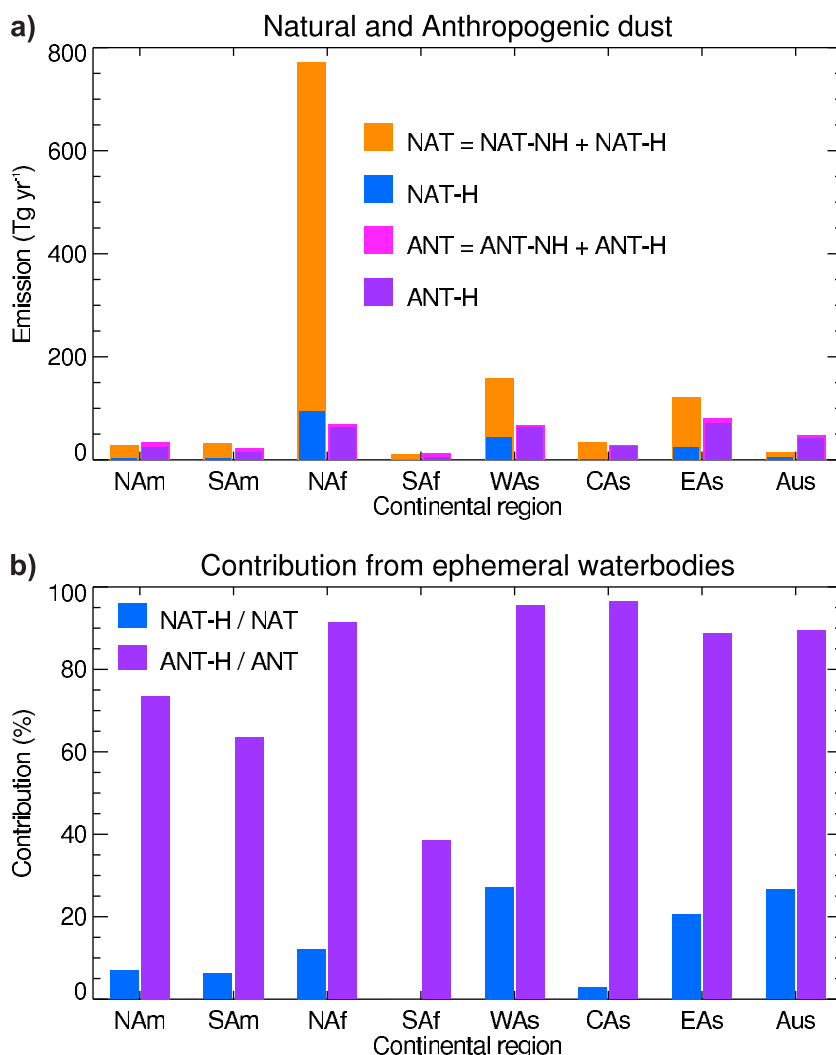 a)
Natural and Anthropogenic dust
800
600
400
200
0
Emission (Tg yr⁻¹)
NAT = NAT-NH + NAT-H
NAT-H
ANT = ANT-NH + ANT-H
ANT-H
NAm SAm NAf SAf WAs CAs EAs Aus
Continental region
b)
Contribution from ephemeral waterbodies
100
80
60
40
20
0
Contribution (%)
NAT-H / NAT
ANT-H / ANT
NAm SAm NAf SAf WAs CAs EAs Aus
Continental region